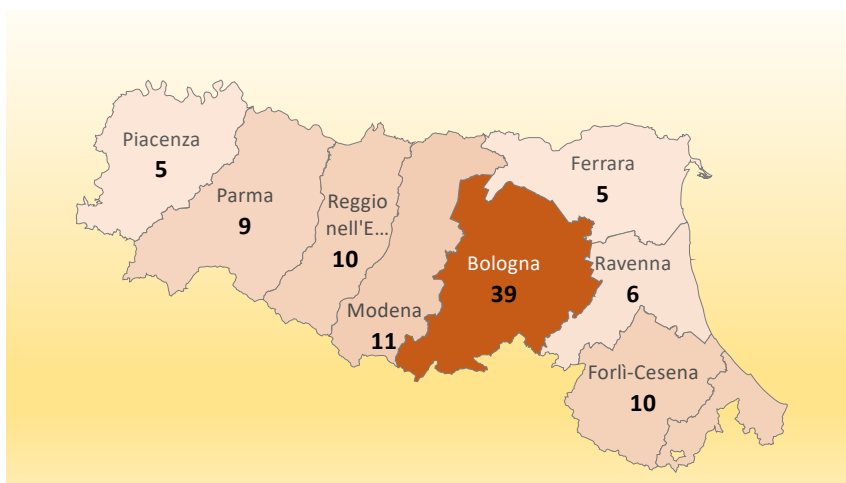 Piacenza
5
Parma
9
Reggio
nell'E...
10
Modena
11
Bologna
39
Ferrara
5
Ravenna
6
Forlì-Cesena
10